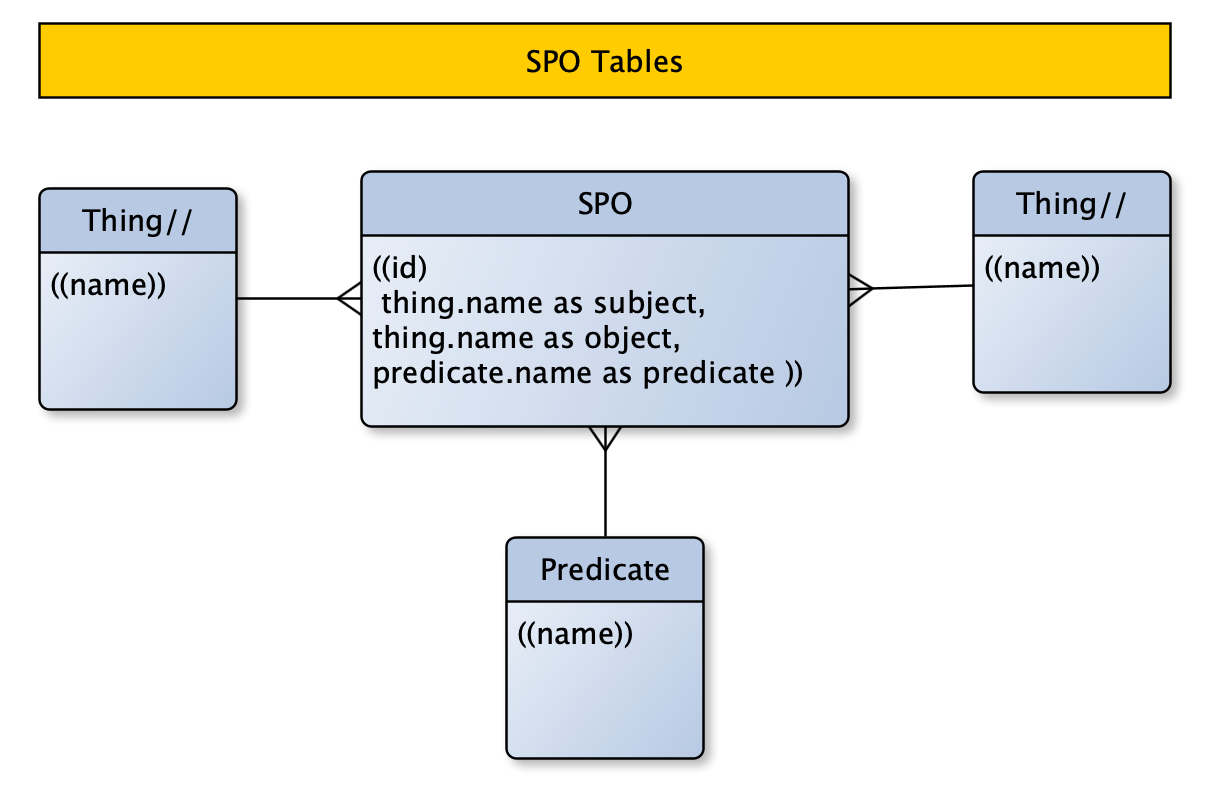 SPO Tables
Thing//
((name))
SPO
((id)
thing.name as subject,
thing.name as object,
predicate.name as predicate ))
Thing//
((name))
Predicate
((name))